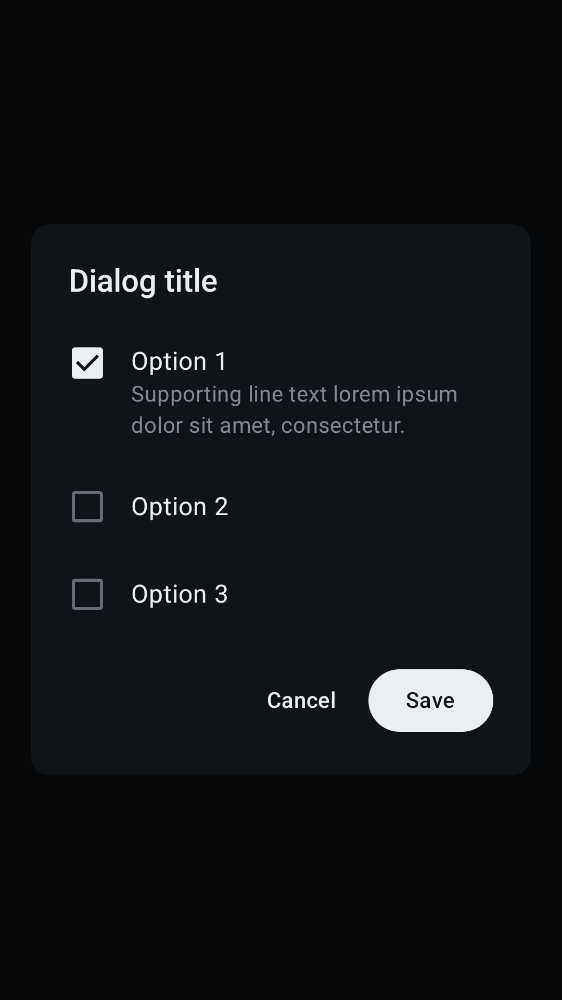 Dialog title
Option 1
Supporting line text lorem ipsum
dolor sit amet, consectetur.
Option 2
Option 3
Cancel Save